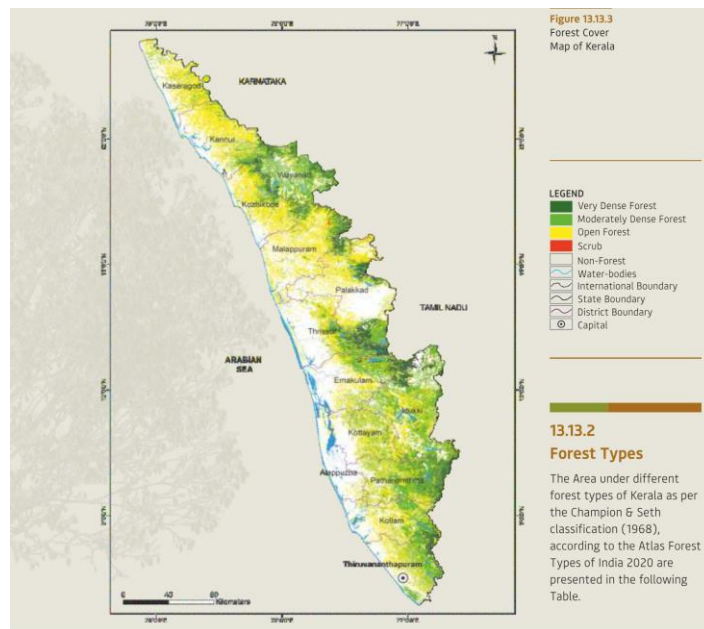 Figure 13.13.3
Forest Cover
Map of Kerala
N
KARNATAKA
Kasaragod
Kannur
Wayanad
Kozhikode
Malappuram
Palakkad
TAMIL NADU
Thrissur
ARABIAN
SEA
Ernakulam
Idukki
Kottayam
Alappuzha
Pathanamthitta
Kollam
Thiruvananthapuram
0 40 80
Kilometers
LEGEND
Very Dense Forest
Moderately Dense Forest
Open Forest
Scrub
Non-Forest
Water-bodies
International Boundary
State Boundary
District Boundary
Capital
13.13.2
Forest Types
The Area under different
forest types of Kerala as per
the Champion & Seth
classification (1968),
according to the Atlas Forest
Types of India 2020 are
presented in the following
Table.